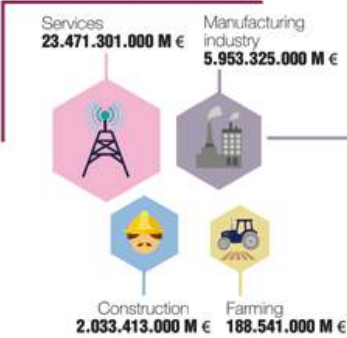 Services
23.471.301.000 M €
Manufacturing
industry
5.953.325.000 M €
Construction
2.033.413.000 M €
Farming
188.541.000 M €